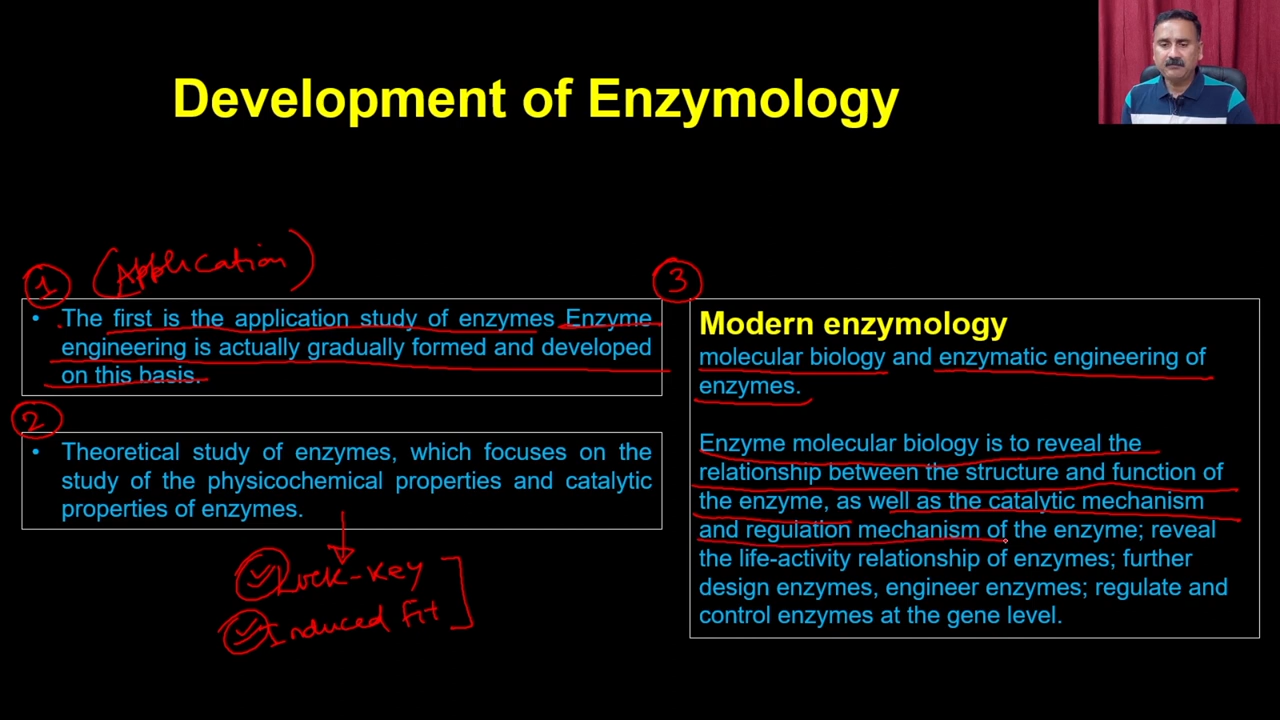 Development of Enzymology
1 (Application)
• The first is the application study of enzymes Enzyme
engineering is actually gradually formed and developed
on this basis.
2
• Theoretical study of enzymes, which focuses on the
study of the physicochemical properties and catalytic
properties of enzymes.
Lock-Key
Induced Fit
3
Modern enzymology
molecular biology and enzymatic engineering of
enzymes.
Enzyme molecular biology is to reveal the
relationship between the structure and function of
the enzyme, as well as the catalytic mechanism
and regulation mechanism of the enzyme; reveal
the life-activity relationship of enzymes; further
design enzymes, engineer enzymes; regulate and
control enzymes at the gene level.